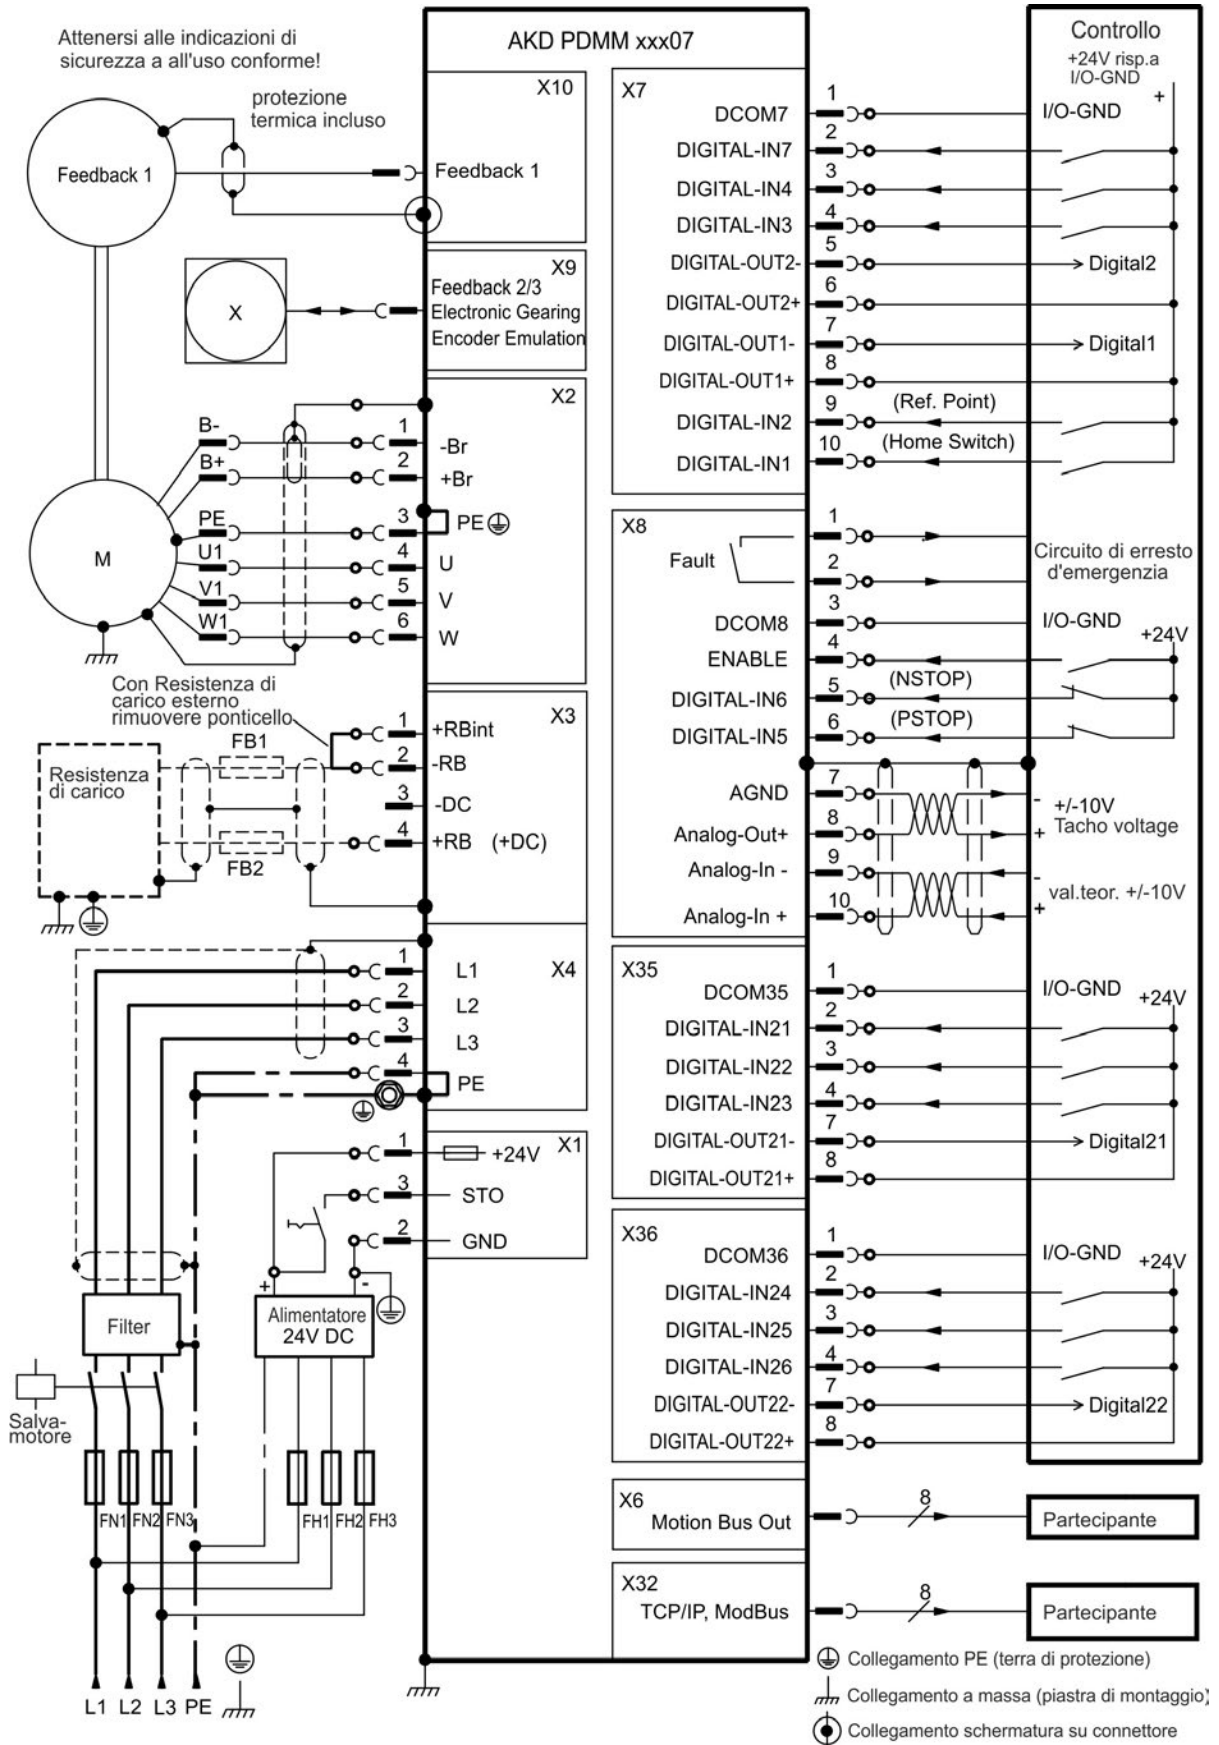 Attenersi alle indicazioni di
sicurezza a all'uso conforme!
protezione
termica incluso
Feedback 1
X
B-
B+
PE
U1
V1
W1
M
Con Resistenza di
carico esterno
rimuovere ponticello
FB1
Resistenza
di carico
FB2
Filter
Alimentatore
24V DC
+
-
Salva-
motore
FN1 FN2 FN3
FH1 FH2 FH3
L1 L2 L3 PE
AKD PDMM xxx07
X10
Feedback 1
X9
Feedback 2/3
Electronic Gearing
Encoder Emulation
X2
1 -Br
2 +Br
3 PE
4 U
5 V
6 W
X3
1 +RBint
2 -RB
3 -DC
4 +RB (+DC)
X4
1 L1
2 L2
3 L3
4 PE
X1
1 +24V
3 STO
2 GND
X7
DCOM7 1
DIGITAL-IN7 2
DIGITAL-IN4 3
DIGITAL-IN3 4
DIGITAL-OUT2- 5
DIGITAL-OUT2+ 6
DIGITAL-OUT1- 7
DIGITAL-OUT1+ 8
DIGITAL-IN2 9 (Ref. Point)
DIGITAL-IN1 10 (Home Switch)
X8
Fault 1
2
DCOM8 3
ENABLE 4
DIGITAL-IN6 5 (NSTOP)
DIGITAL-IN5 6 (PSTOP)
AGND 7
Analog-Out+ 8
Analog-In - 9
Analog-In + 10
X35
DCOM35 1
DIGITAL-IN21 2
DIGITAL-IN22 3
DIGITAL-IN23 4
DIGITAL-OUT21- 7
DIGITAL-OUT21+ 8
X36
DCOM36 1
DIGITAL-IN24 2
DIGITAL-IN25 3
DIGITAL-IN26 4
DIGITAL-OUT22- 7
DIGITAL-OUT22+ 8
X6
Motion Bus Out 8
X32
TCP/IP, ModBus 8
Controllo
+24V risp.a
I/O-GND
+
I/O-GND
Digital2
Digital1
Circuito di erresto
d'emergenzia
I/O-GND
+24V
-
+/-10V
Tacho voltage
+
-
val.teor. +/-10V
+
I/O-GND
+24V
Digital21
I/O-GND
+24V
Digital22
Partecipante
Partecipante
Collegamento PE (terra di protezione)
Collegamento a massa (piastra di montaggio)
Collegamento schermatura su connettore